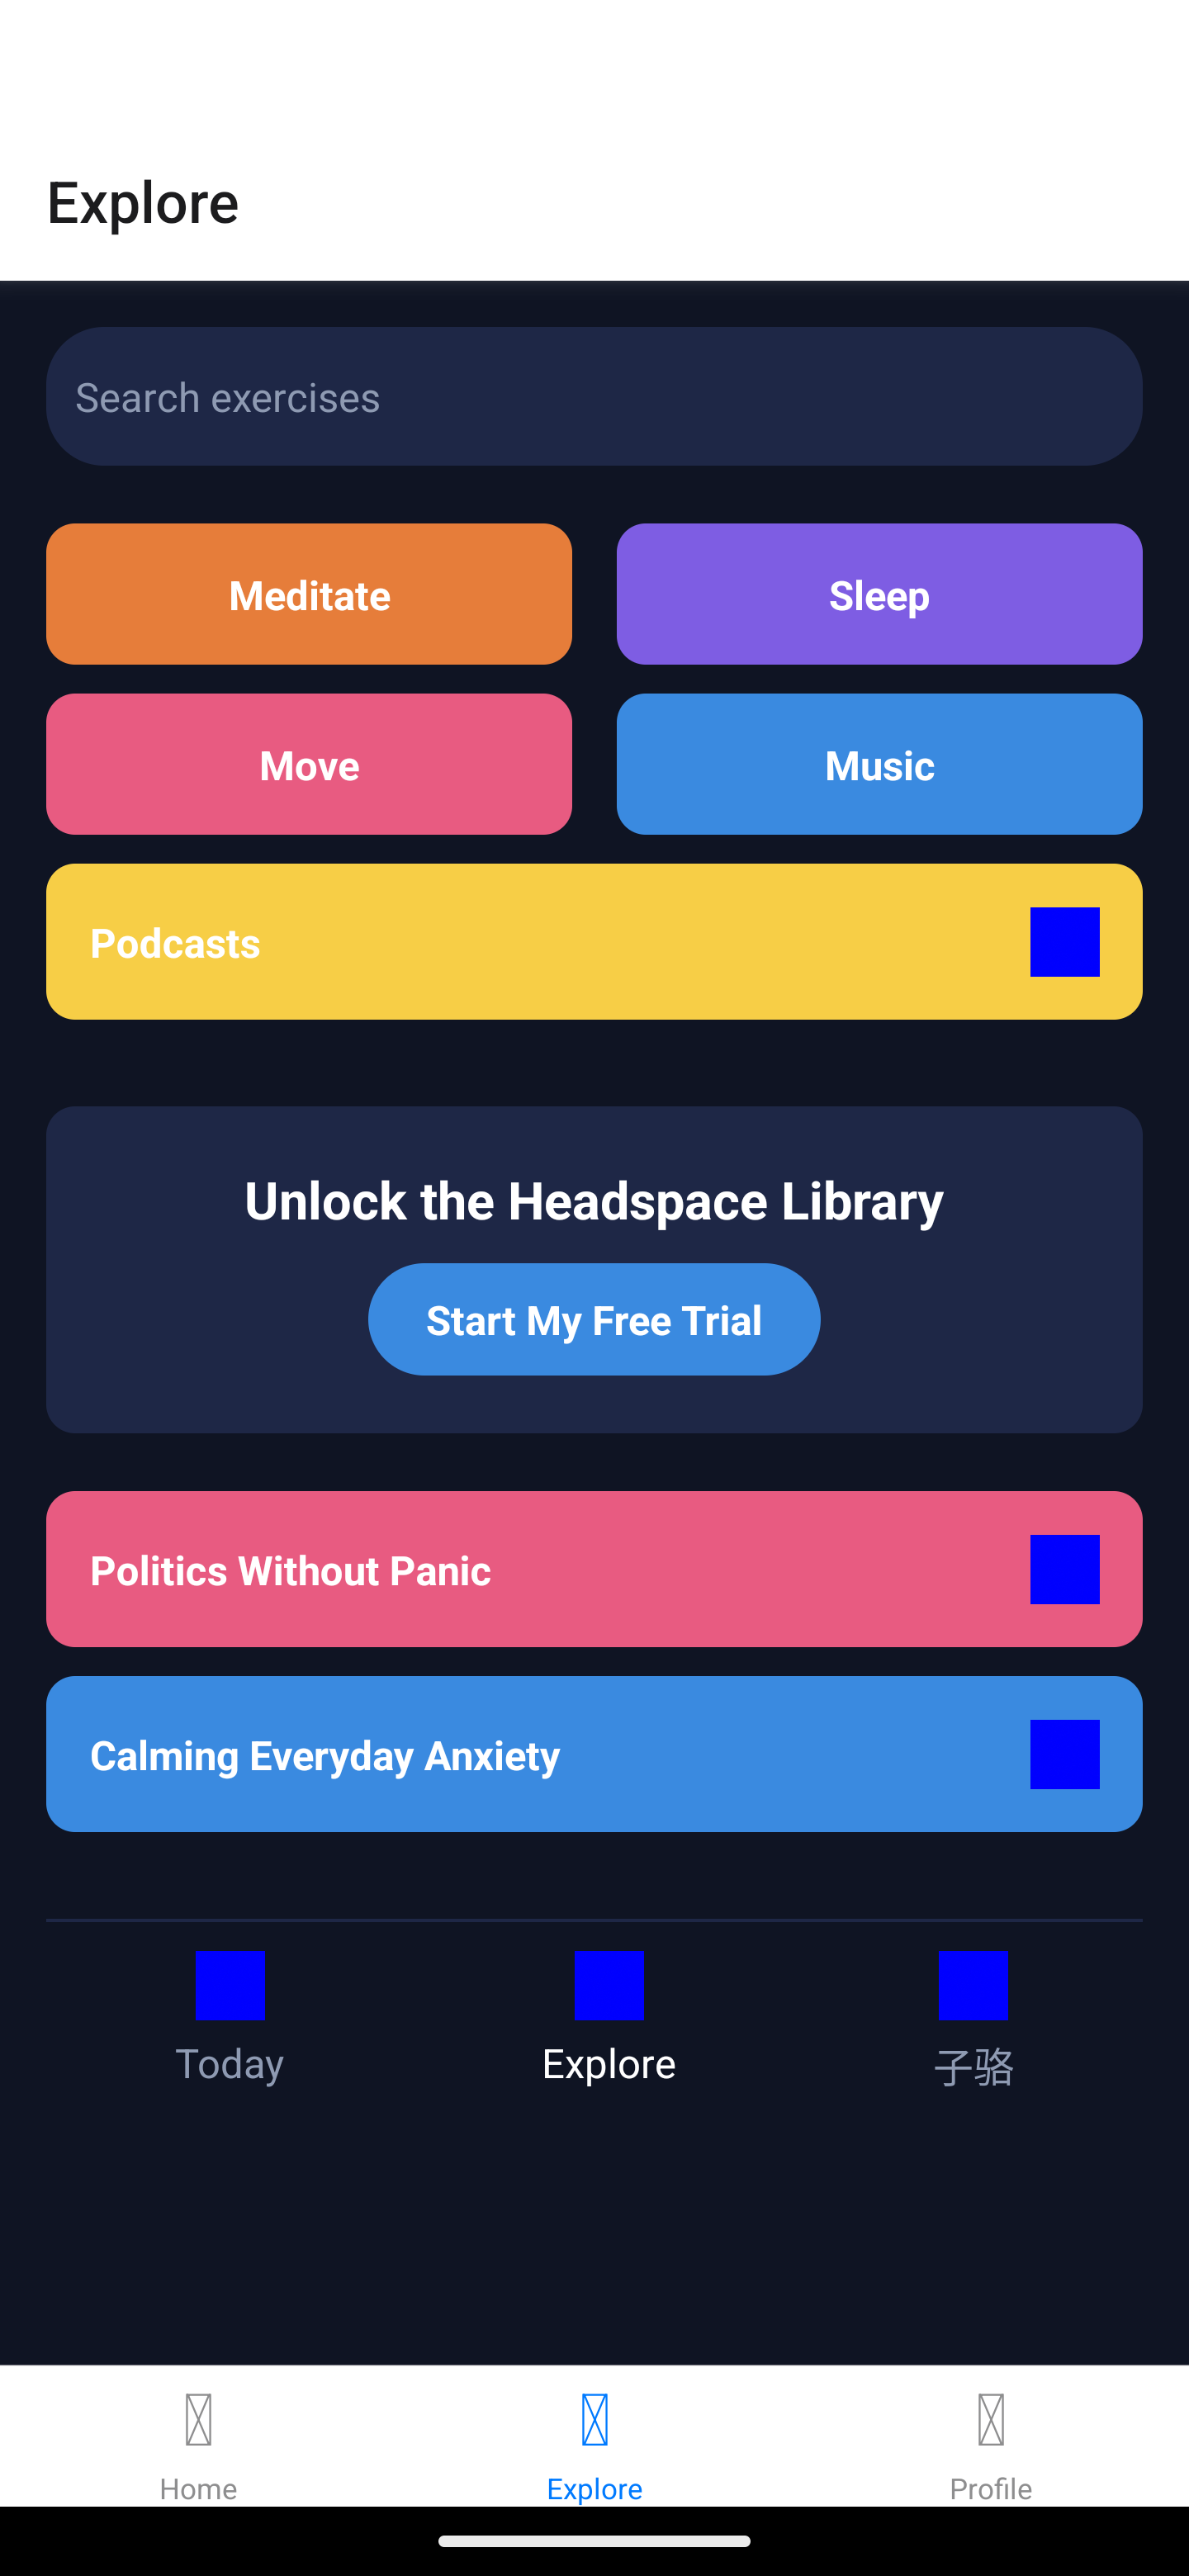 Explore
Search exercises
Meditate
Sleep
Move
Music
Podcasts
Unlock the Headspace Library
Start My Free Trial
Politics Without Panic
Calming Everyday Anxiety
Today
Explore
子骆
Home
Explore
Profile